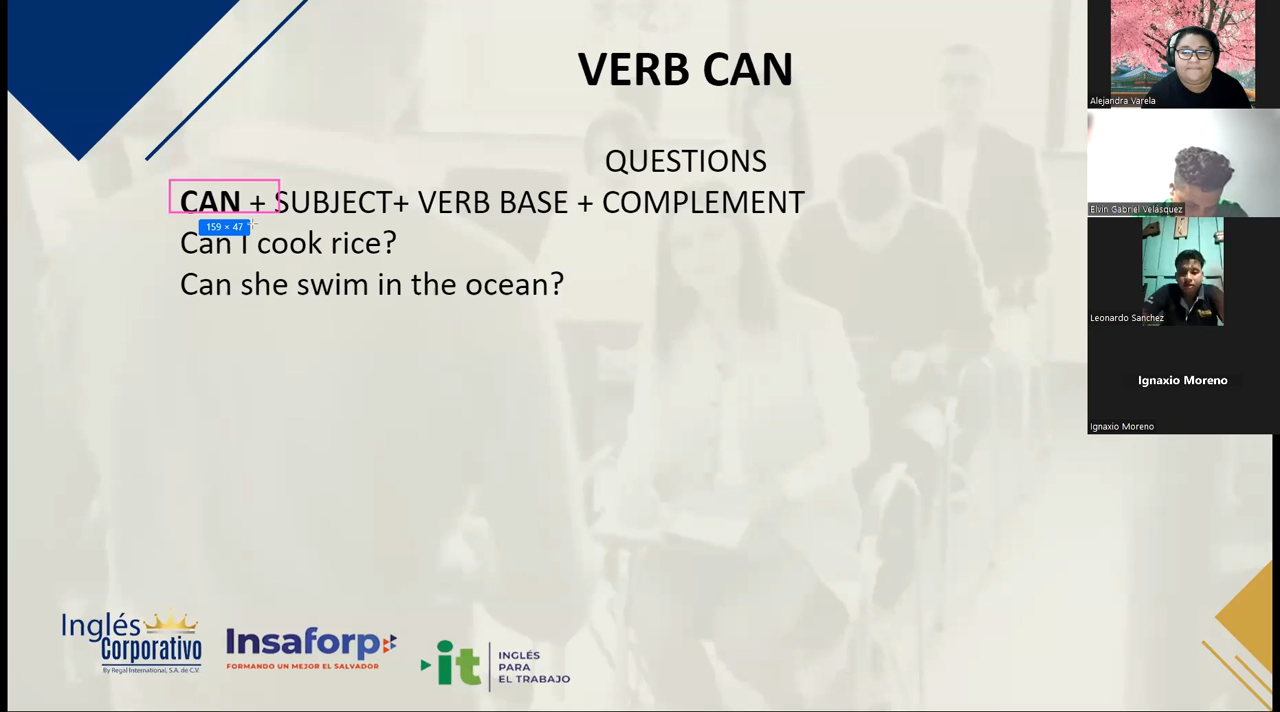 VERB CAN
QUESTIONS
CAN + SUBJECT+ VERB BASE + COMPLEMENT
159 × 47
Can I cook rice?
Can she swim in the ocean?
Alejandra Varela
Elvin Gabriel Velásquez
Leonardo Sanchez
Ignaxio Moreno
Ignaxio Moreno
Inglés
Corporativo
By Regal International, S.A. de C.V.
Insaforp
FORMANDO UN MEJOR EL SALVADOR
it
INGLÉS
PARA
EL TRABAJO